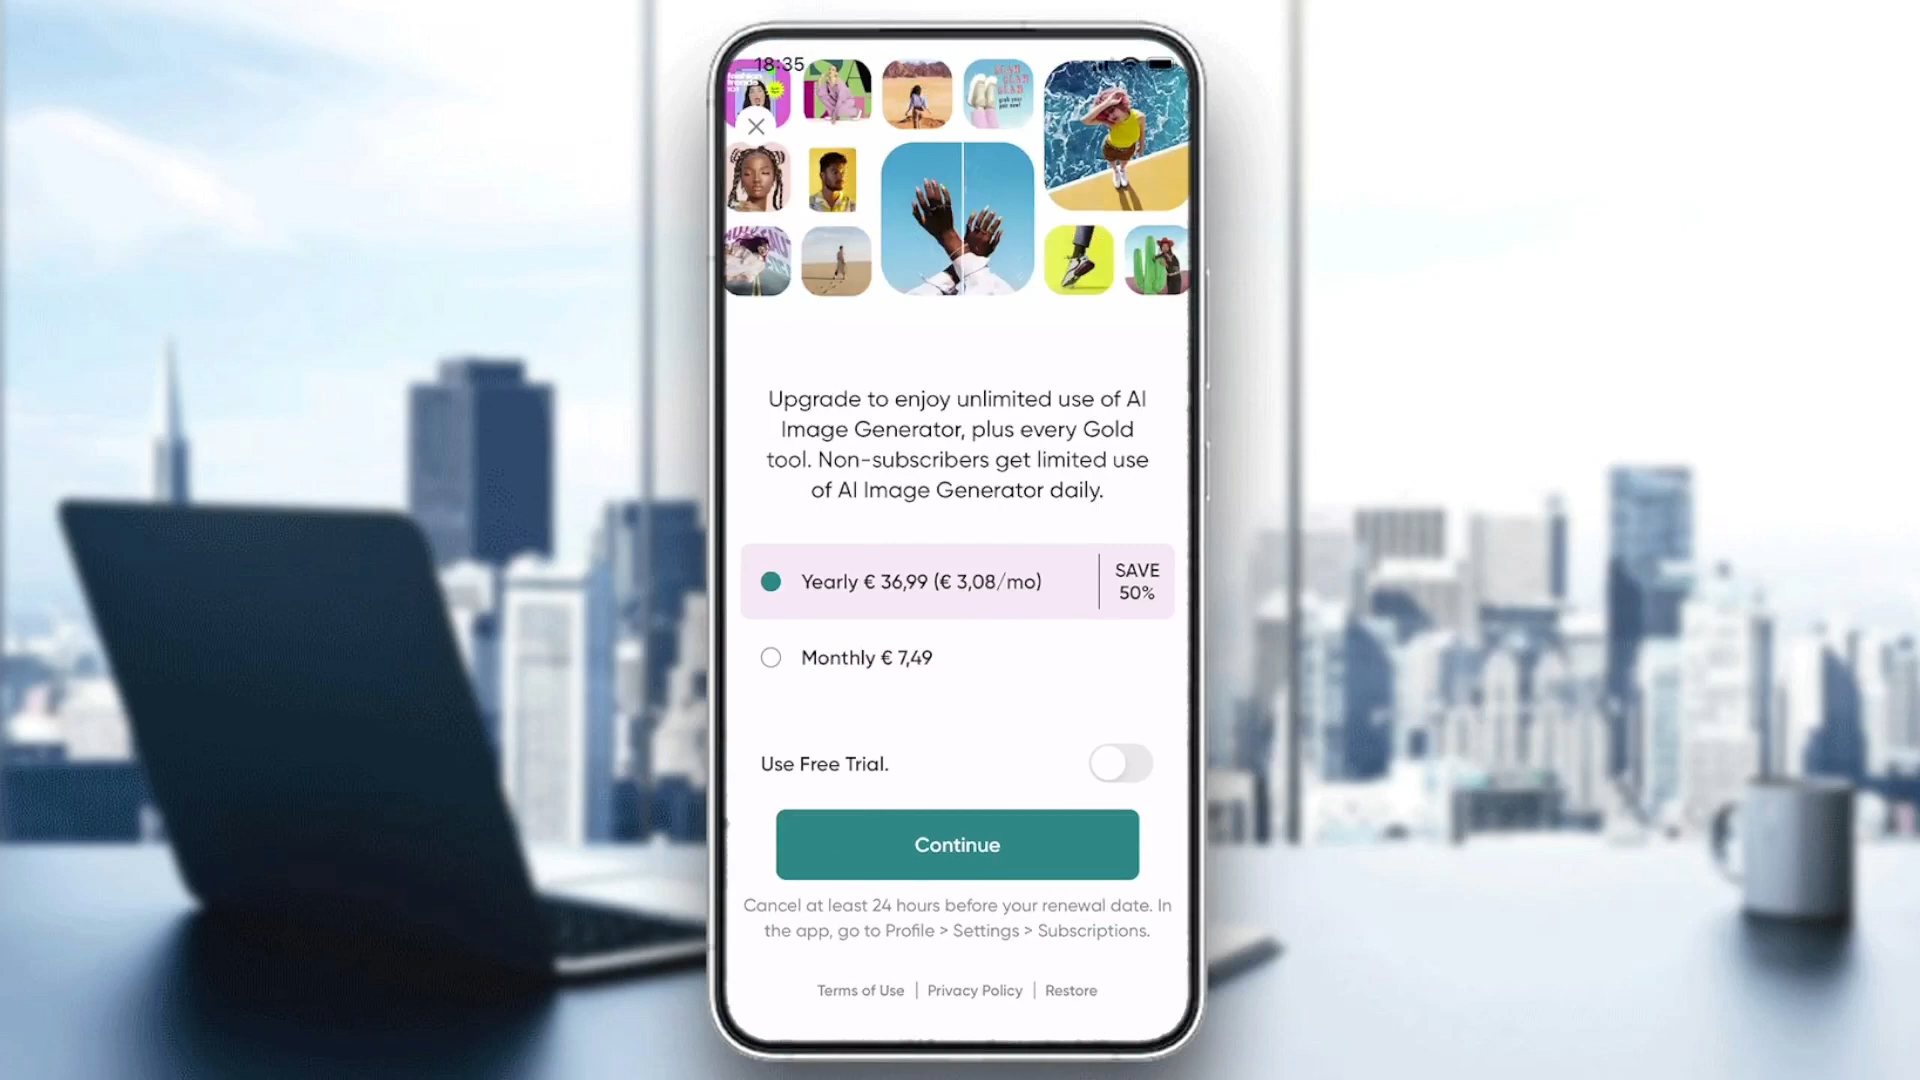 18:35
fashion
trends
Upgrade to enjoy unlimited use of AI
Image Generator, plus every Gold
tool. Non-subscribers get limited use
of AI Image Generator daily.
Yearly € 36,99 (€ 3,08/mo)
SAVE
50%
Monthly € 7,49
Use Free Trial.
Continue
Cancel at least 24 hours before your renewal date. In
the app, go to Profile > Settings > Subscriptions.
Terms of Use | Privacy Policy | Restore